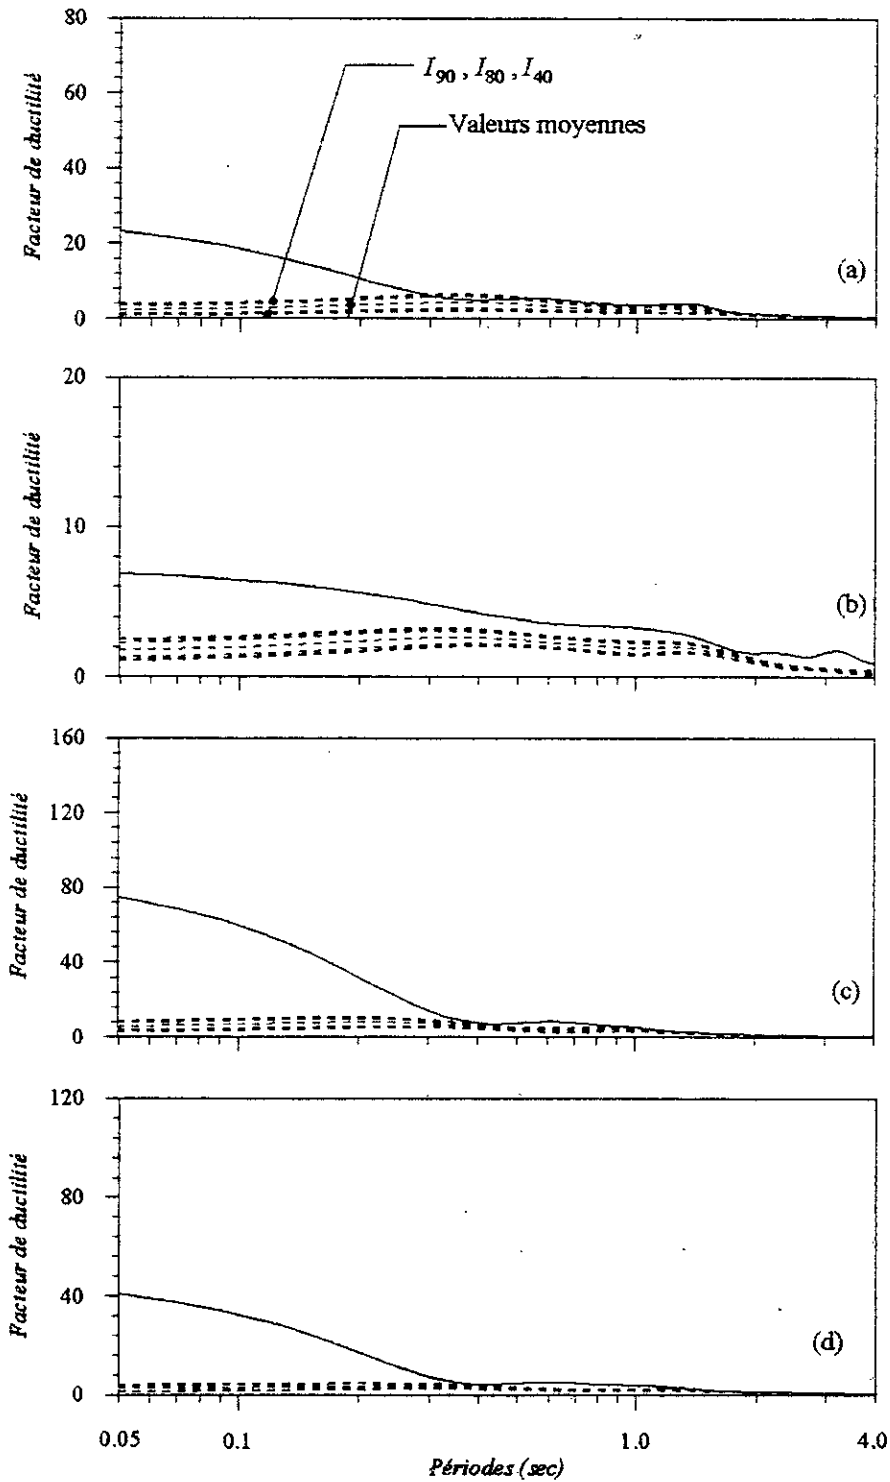 80
60
40
20
0
Facteur de ductilité
I90 , I80 , I40
Valeurs moyennes
(a)
20
10
0
Facteur de ductilité
(b)
160
120
80
40
0
Facteur de ductilité
(c)
120
80
40
0
Facteur de ductilité
(d)
0.05 0.1 1.0 4.0
Périodes (sec)